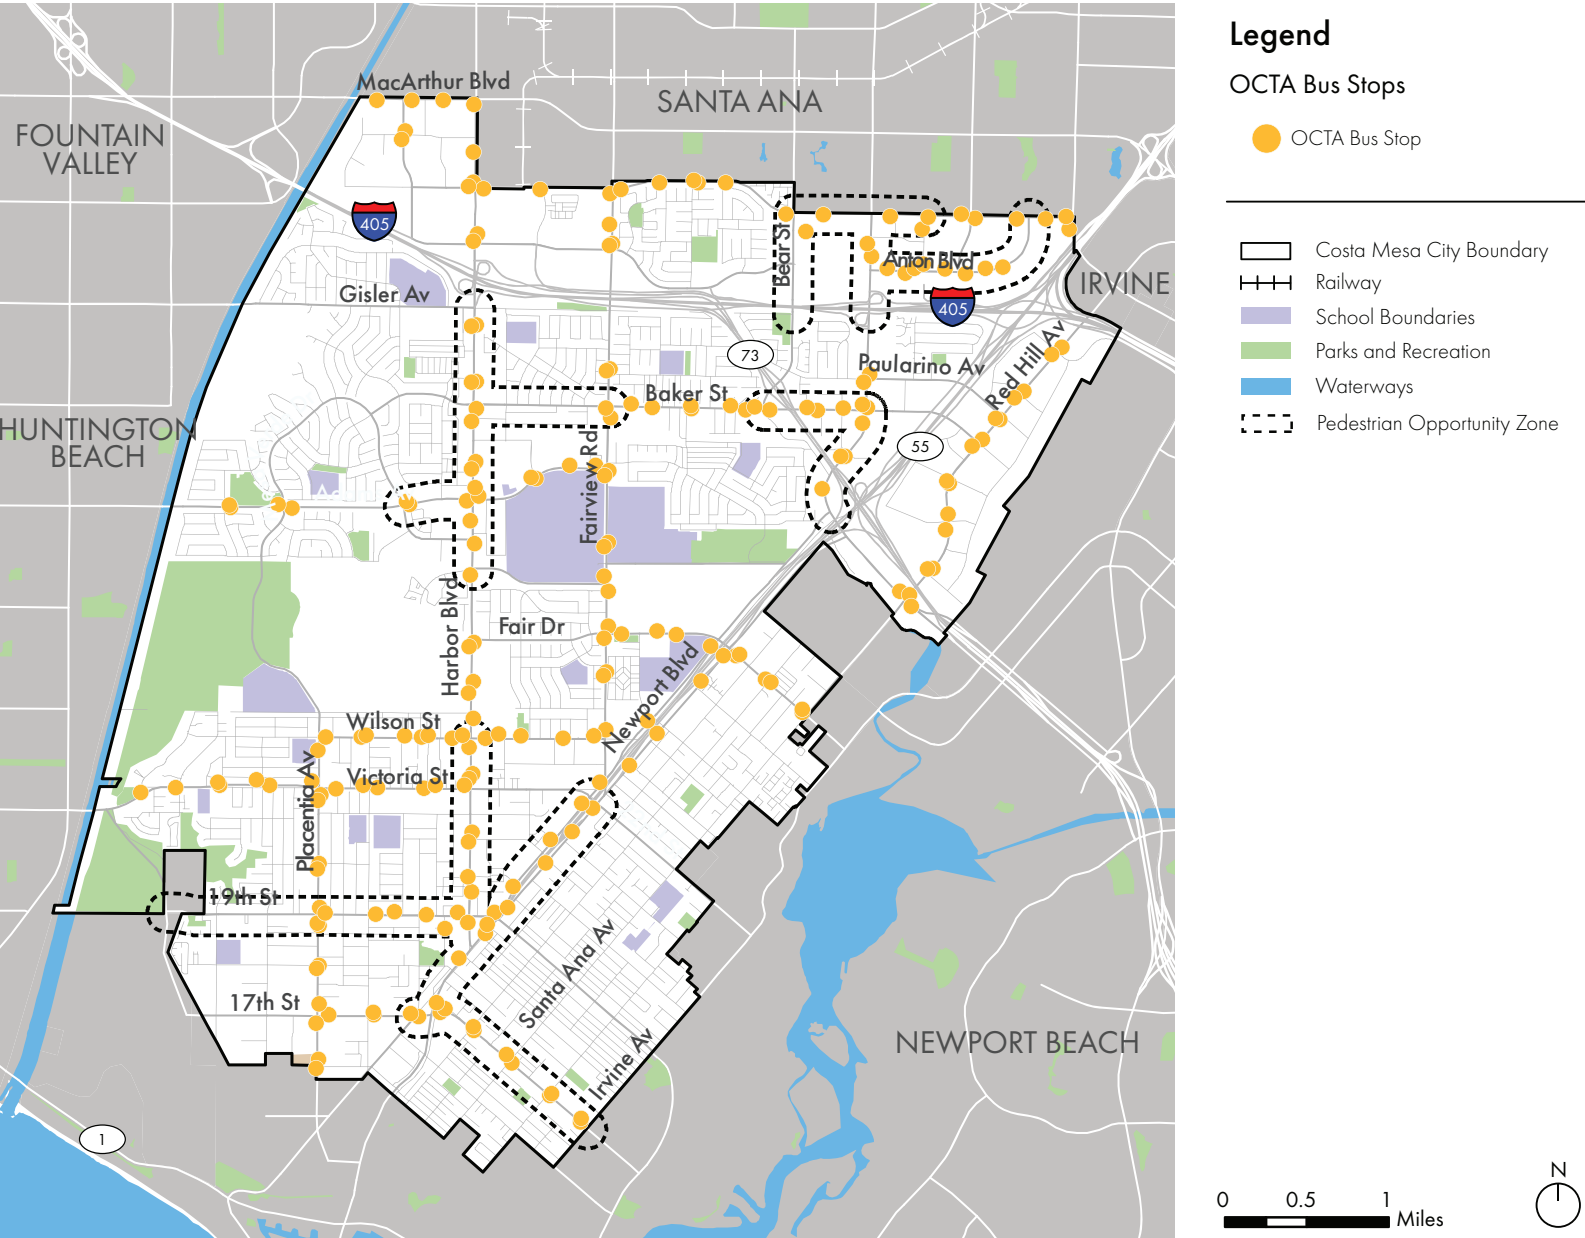 MacArthur Blvd
SANTA ANA
FOUNTAIN
VALLEY
405
Bear St
Anton Blvd
IRVINE
Gisler Av
405
73
Paularino Av
Red Hill Av
Baker St
HUNTINGTON
BEACH
55
Fairview Rd
Harbor Blvd
Fair Dr
Newport Blvd
Wilson St
Victoria St
Placentia Av
19th St
Santa Ana Av
17th St
Irvine Av
NEWPORT BEACH
1
Legend
OCTA Bus Stops
OCTA Bus Stop
Costa Mesa City Boundary
Railway
School Boundaries
Parks and Recreation
Waterways
Pedestrian Opportunity Zone
N
0 0.5 1
Miles